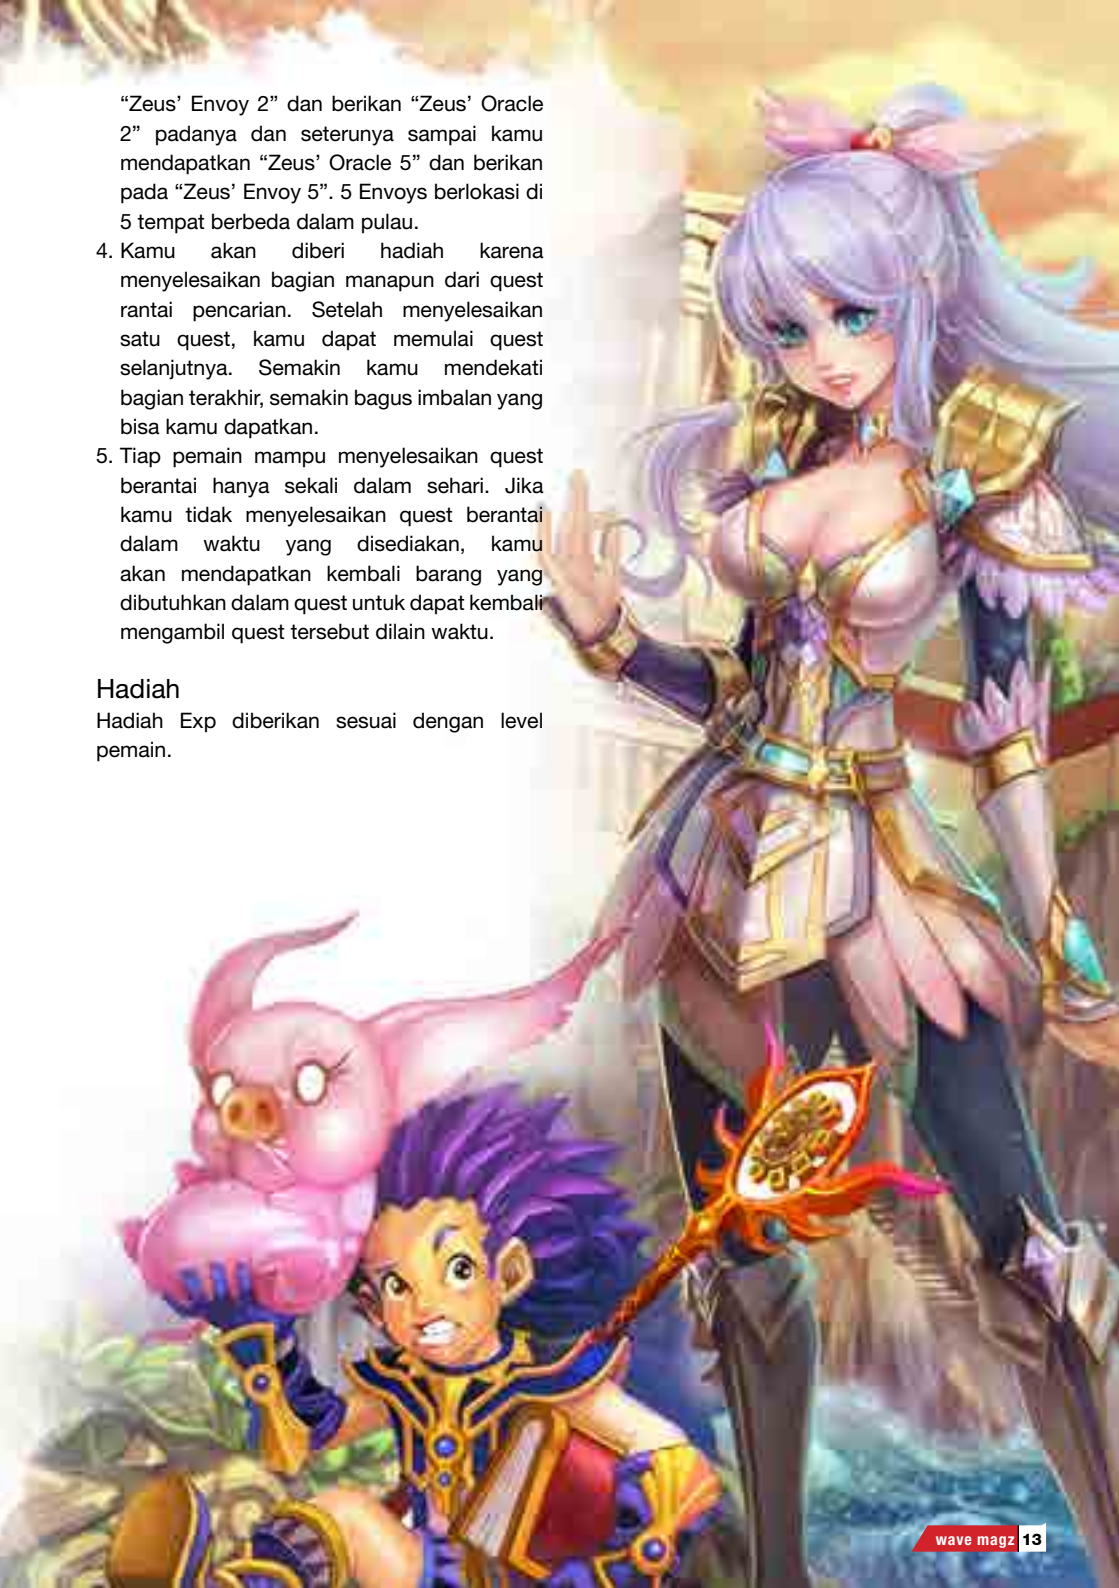 “Zeus’ Envoy 2” dan berikan “Zeus’ Oracle
2” padanya dan seterunya sampai kamu
mendapatkan “Zeus’ Oracle 5” dan berikan
pada “Zeus’ Envoy 5”. 5 Envoys berlokasi di
5 tempat berbeda dalam pulau.
4. Kamu akan diberi hadiah karena
menyelesaikan bagian manapun dari quest
rantai pencarian. Setelah menyelesaikan
satu quest, kamu dapat memulai quest
selanjutnya. Semakin kamu mendekati
bagian terakhir, semakin bagus imbalan yang
bisa kamu dapatkan.
5. Tiap pemain mampu menyelesaikan quest
berantai hanya sekali dalam sehari. Jika
kamu tidak menyelesaikan quest berantai
dalam waktu yang disediakan, kamu
akan mendapatkan kembali barang yang
dibutuhkan dalam quest untuk dapat kembali
mengambil quest tersebut dilain waktu.
Hadiah
Hadiah Exp diberikan sesuai dengan level
pemain.
wave magz 13